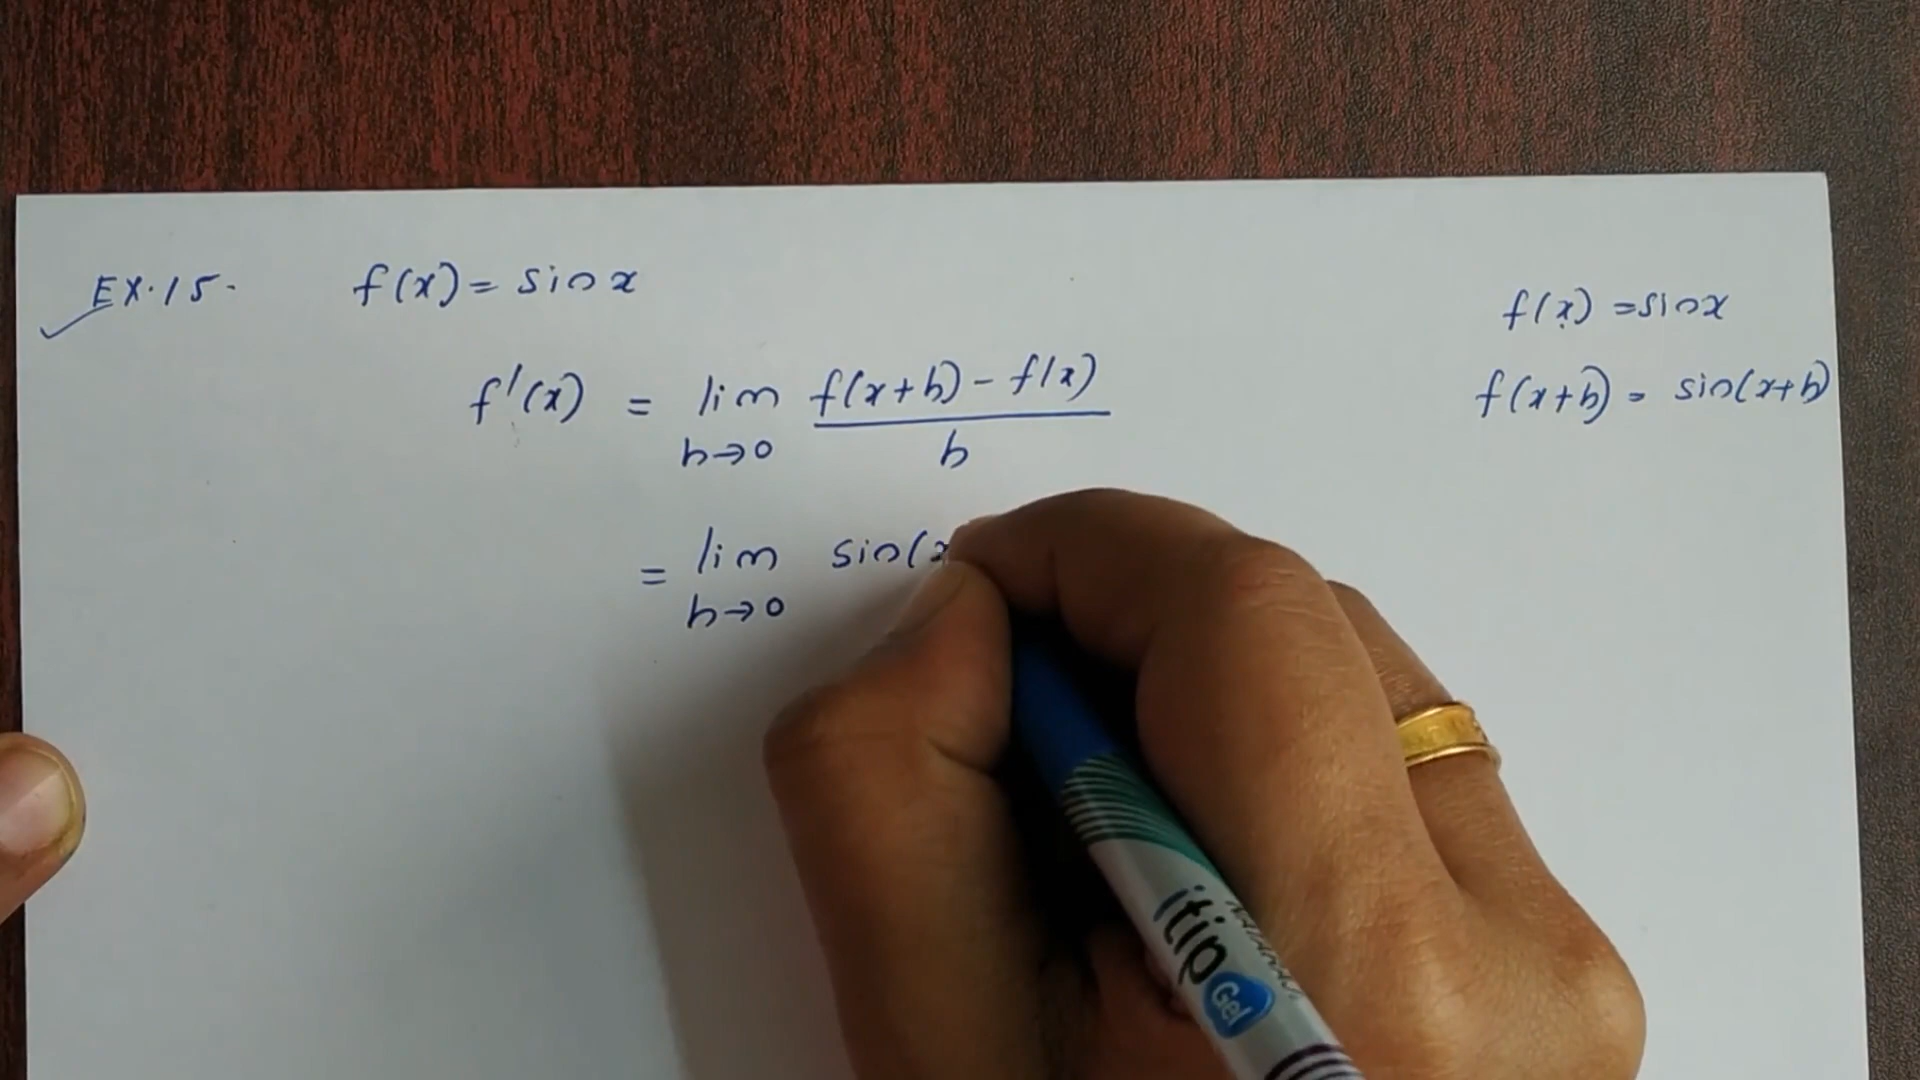 EX.15.
f(x) = sin x
f'(x) = lim h→0 f(x+h) - f(x) / h
= lim h→0 sin(x
f(x) = sin x
f(x+h) = sin(x+h)
itip
Gel